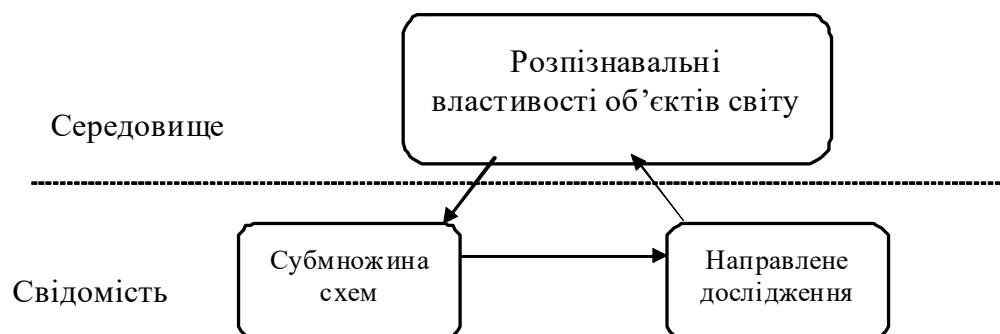 Розпізнавальні
властивості об’єктів світу
Середовище
Субмножина
схем
Направлене
дослідження
Свідомість